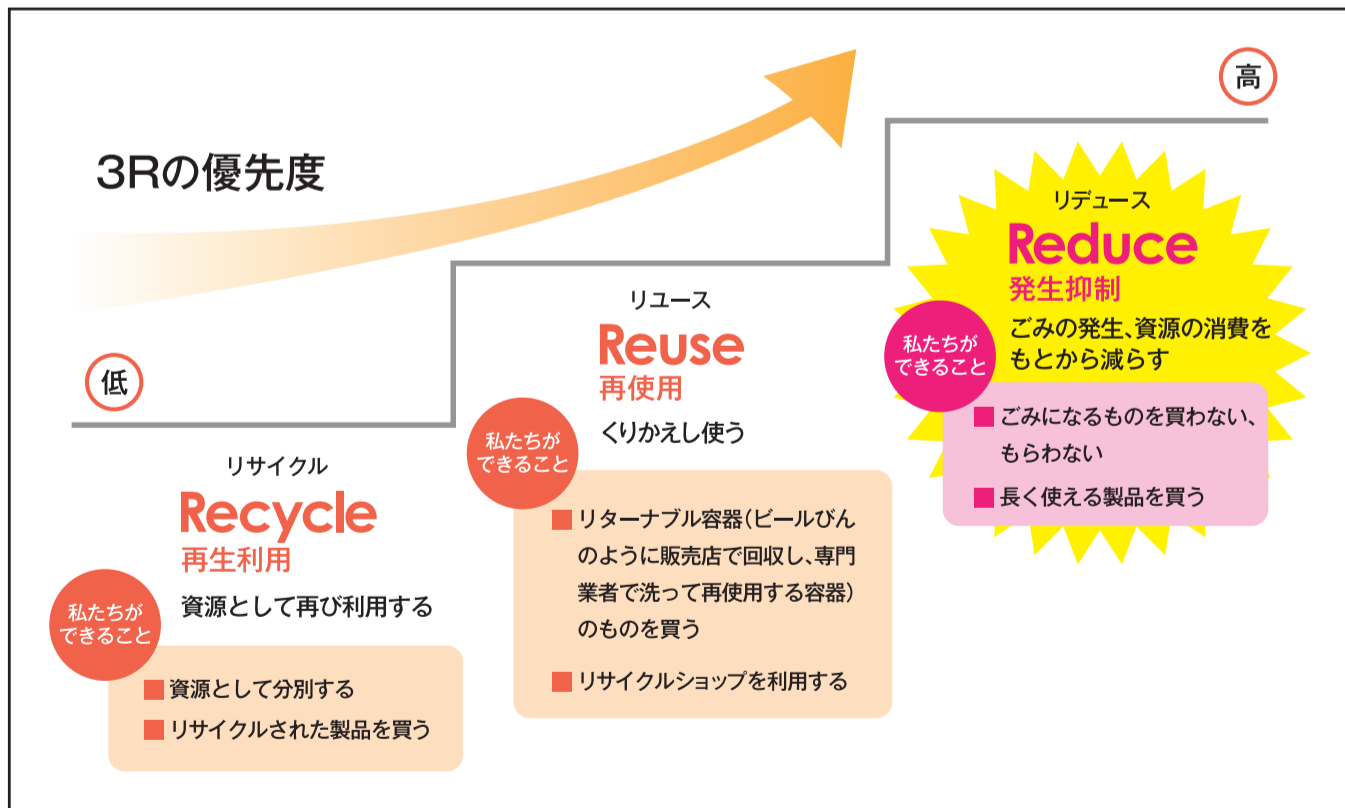 3Rの優先度
低
高
リサイクル
Recycle
再生利用
資源として再び利用する
私たちが
できること
■ 資源として分別する
■ リサイクルされた製品を買う
リユース
Reuse
再使用
くりかえし使う
私たちが
できること
■ リターナブル容器(ビールびん
のように販売店で回収し、専門
業者で洗って再使用する容器)
のものを買う
■ リサイクルショップを利用する
リデュース
Reduce
発生抑制
ごみの発生、資源の消費を
もとから減らす
私たちが
できること
■ ごみになるものを買わない、
もらわない
■ 長く使える製品を買う